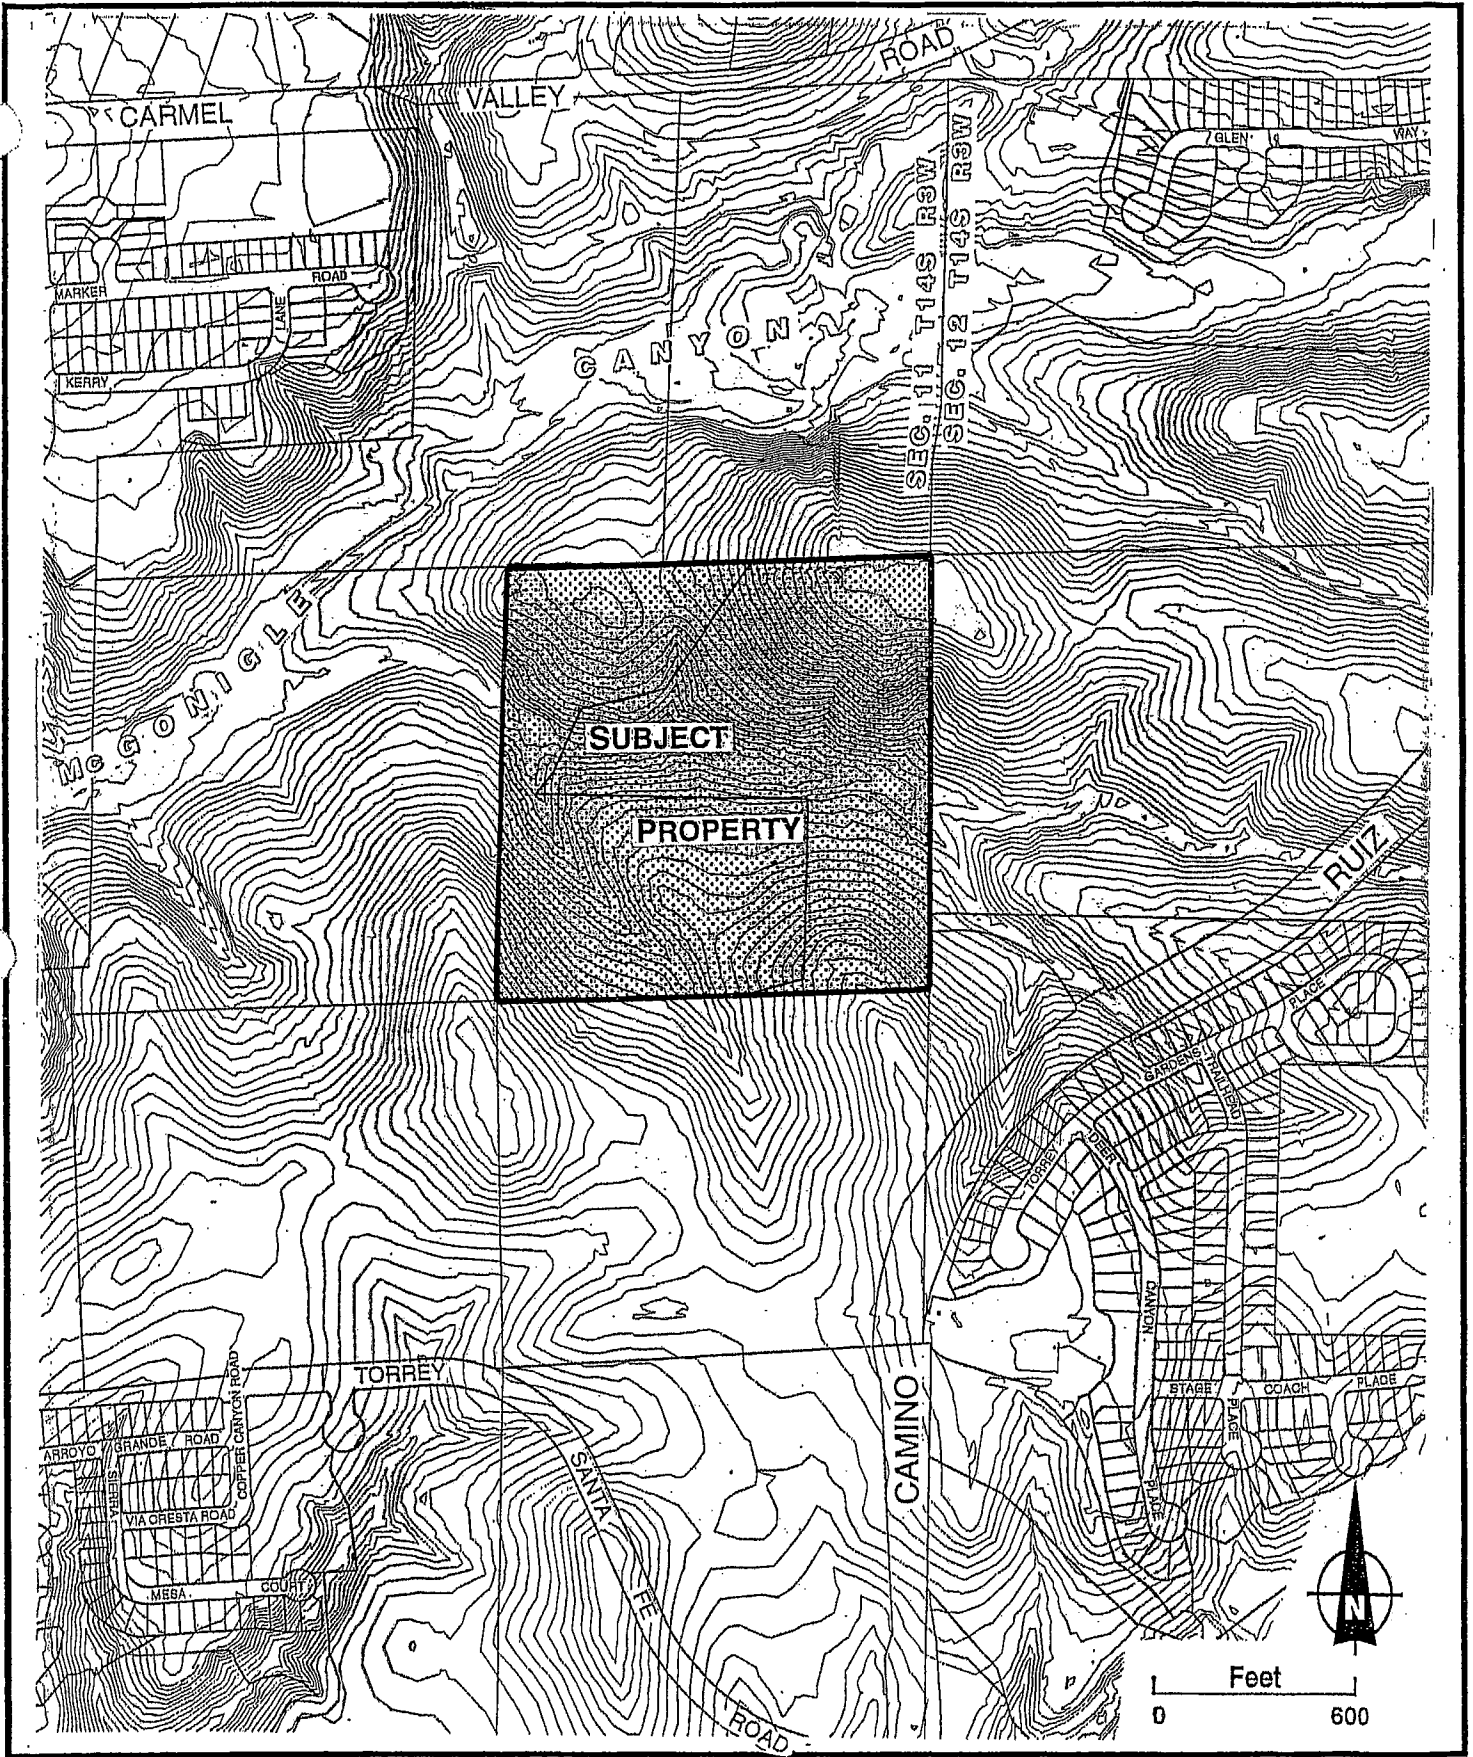 ROAD
CARMEL
VALLEY
GLEN
WAY
SEC. 11 T14S R3W
SEC. 12 T14S R3W
MARKER
ROAD
LANE
KERRY
CANYON
McGONIGLE
SUBJECT
PROPERTY
RUIZ
PLACE
GARDENS
TRAILHEAD
TORREY
CANYON
TORREY
STAGE
COACH
PLACE
PLACE
CAMINO
COPPER CANYON ROAD
ARROYO GRANDE ROAD
SIERRA
VIA CRESTA ROAD
SANTA
FE
ROAD
PLACE
MESA
COURT
N
Feet
0
600